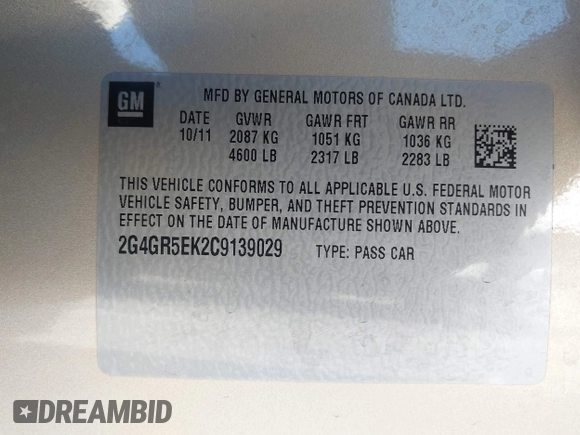 GM
MFD BY GENERAL MOTORS OF CANADA LTD.
DATE GVWR GAWR FRT GAWR RR
10/11 2087 KG 1051 KG 1036 KG
4600 LB 2317 LB 2283 LB
THIS VEHICLE CONFORMS TO ALL APPLICABLE U.S. FEDERAL MOTOR
VEHICLE SAFETY, BUMPER, AND THEFT PREVENTION STANDARDS IN
EFFECT ON THE DATE OF MANUFACTURE SHOWN ABOVE.
2G4GR5EK2C9139029 TYPE: PASS CAR
DREAMBID